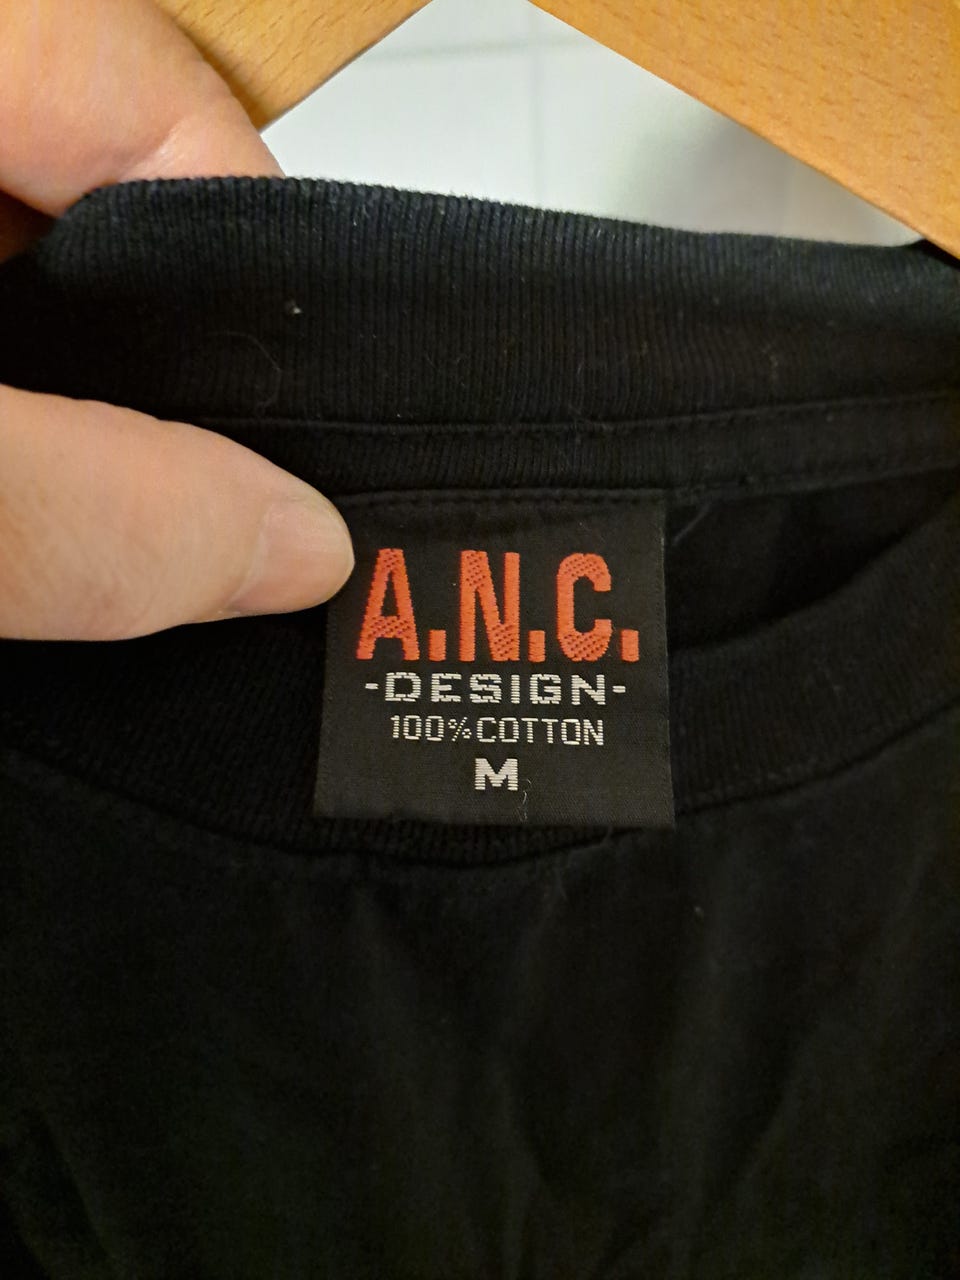 A.N.C.
-DESIGN-
100% COTTON
M